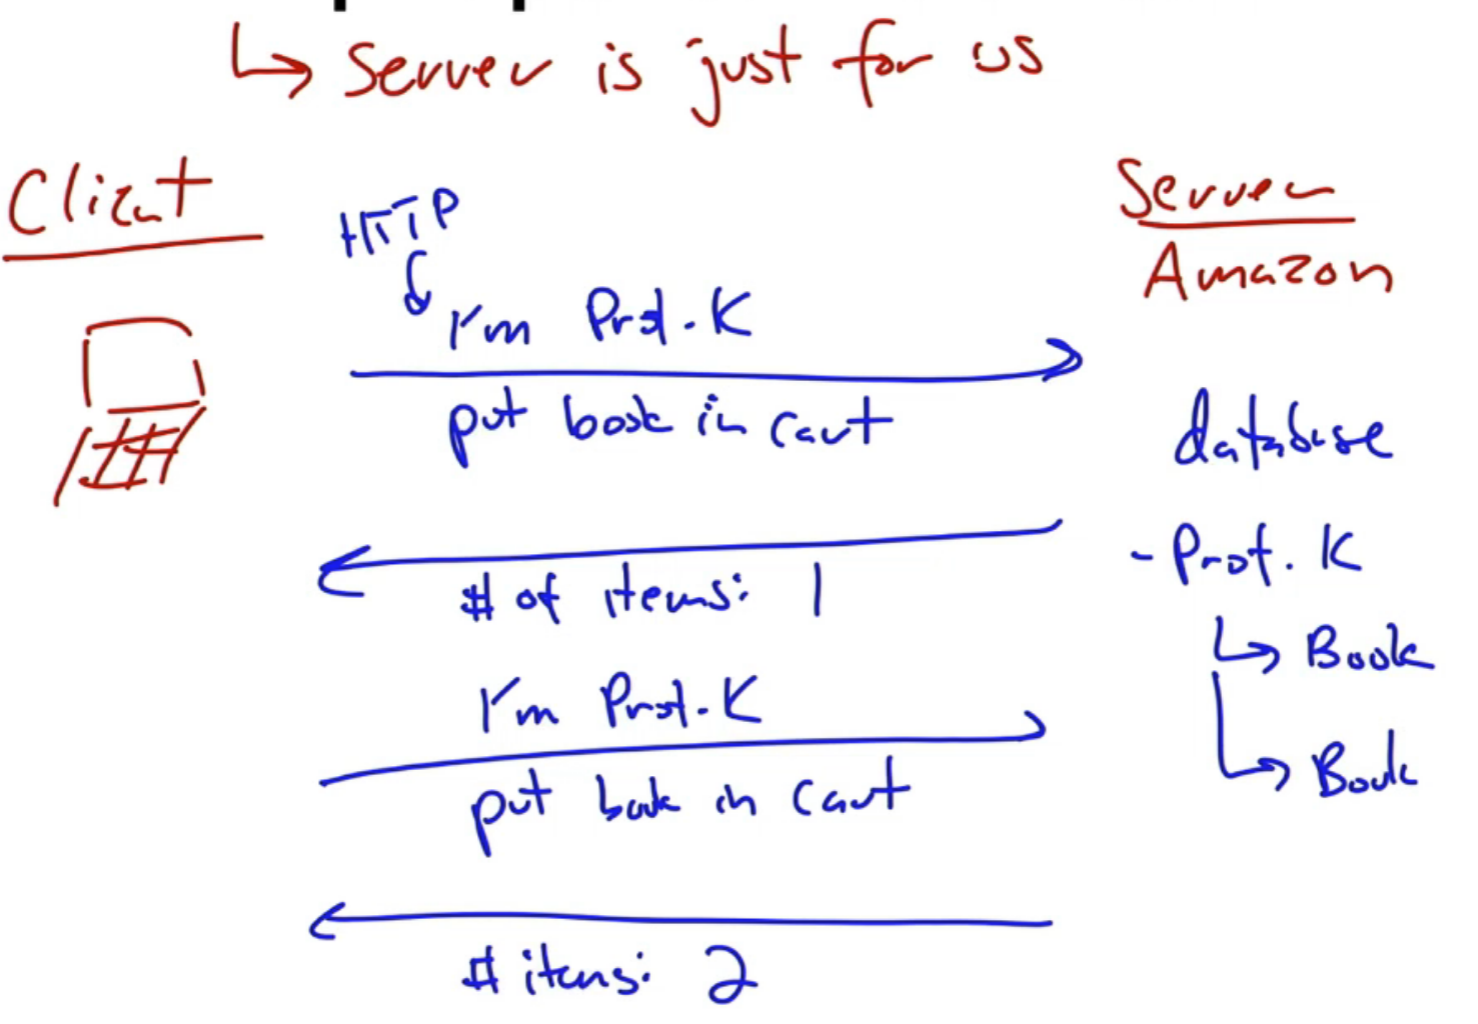 ↳ Server is just for us
Client
Server
Amazon
HTTP
I'm Prof. K
put book in cart
database
# of items: 1
- Prof. K
↳ Book
I'm Prof. K
put book in cart
↳ Book
# items: 2